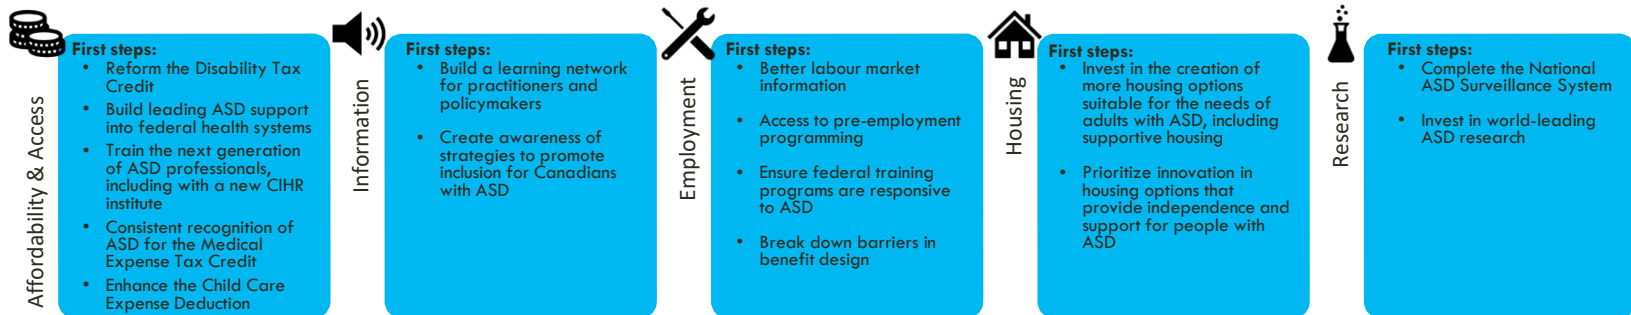 Affordability & Access
First steps:
• Reform the Disability Tax
Credit
• Build leading ASD support
into federal health systems
• Train the next generation
of ASD professionals,
including with a new CIHR
institute
• Consistent recognition of
ASD for the Medical
Expense Tax Credit
• Enhance the Child Care
Expense Deduction
Information
First steps:
• Build a learning network
for practitioners and
policymakers
• Create awareness of
strategies to promote
inclusion for Canadians
with ASD
Employment
First steps:
• Better labour market
information
• Access to pre-employment
programming
• Ensure federal training
programs are responsive
to ASD
• Break down barriers in
benefit design
Housing
First steps:
• Invest in the creation of
more housing options
suitable for the needs of
adults with ASD, including
supportive housing
• Prioritize innovation in
housing options that
provide independence and
support for people with
ASD
Research
First steps:
• Complete the National
ASD Surveillance System
• Invest in world-leading
ASD research